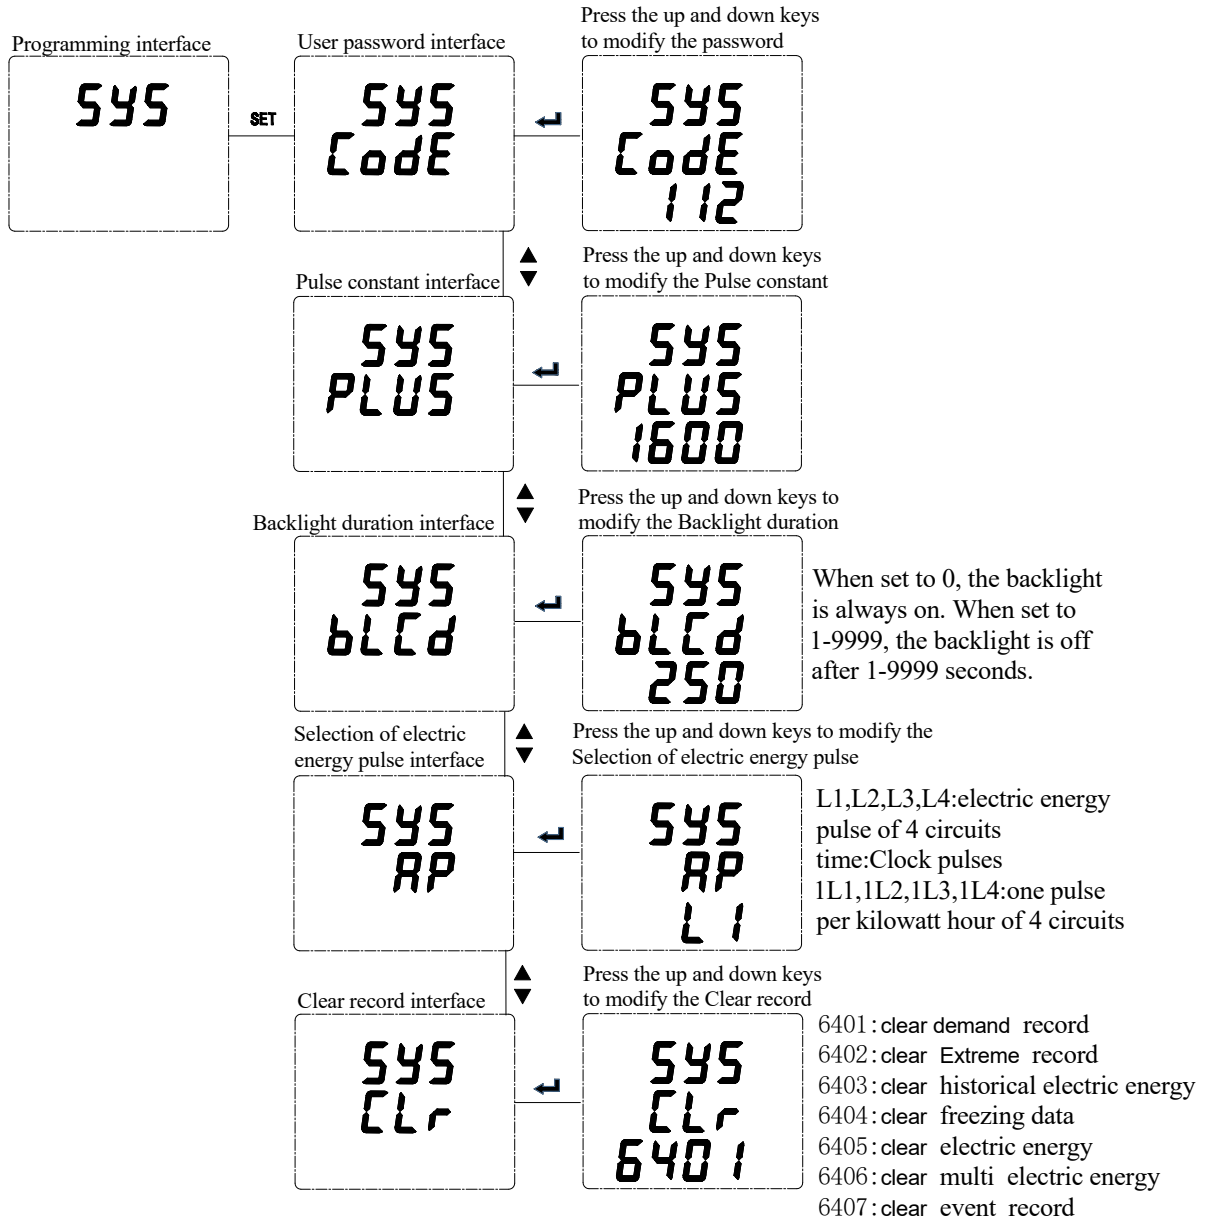 Programming interface
SYS
SET
User password interface
SYS
CodE
Press the up and down keys
to modify the password
SYS
CodE
112
Pulse constant interface
SYS
PLUS
Press the up and down keys
to modify the Pulse constant
SYS
PLUS
1600
Backlight duration interface
SYS
bLCd
Press the up and down keys to
modify the Backlight duration
SYS
bLCd
250
When set to 0, the backlight
is always on. When set to
1-9999, the backlight is off
after 1-9999 seconds.
Selection of electric
energy pulse interface
SYS
AP
Press the up and down keys to modify the
Selection of electric energy pulse
SYS
AP
L1
L1,L2,L3,L4:electric energy
pulse of 4 circuits
time:Clock pulses
1L1,1L2,1L3,1L4:one pulse
per kilowatt hour of 4 circuits
Clear record interface
SYS
CLr
Press the up and down keys
to modify the Clear record
SYS
CLr
6401
6401:clear demand record
6402:clear Extreme record
6403:clear historical electric energy
6404:clear freezing data
6405:clear electric energy
6406:clear multi electric energy
6407:clear event record